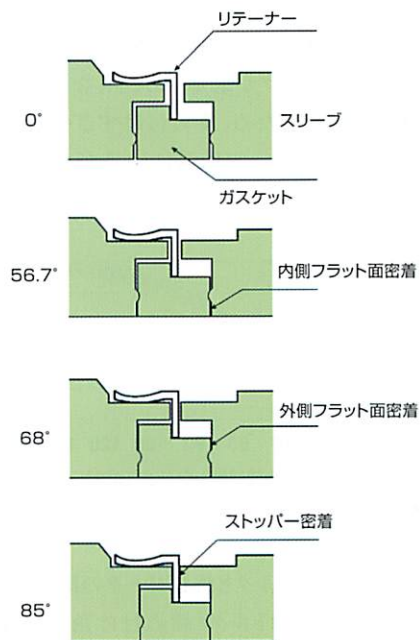 リテーナー
0°
スリーブ
ガスケット
56.7°
内側フラット面密着
68°
外側フラット面密着
ストッパー密着
85°